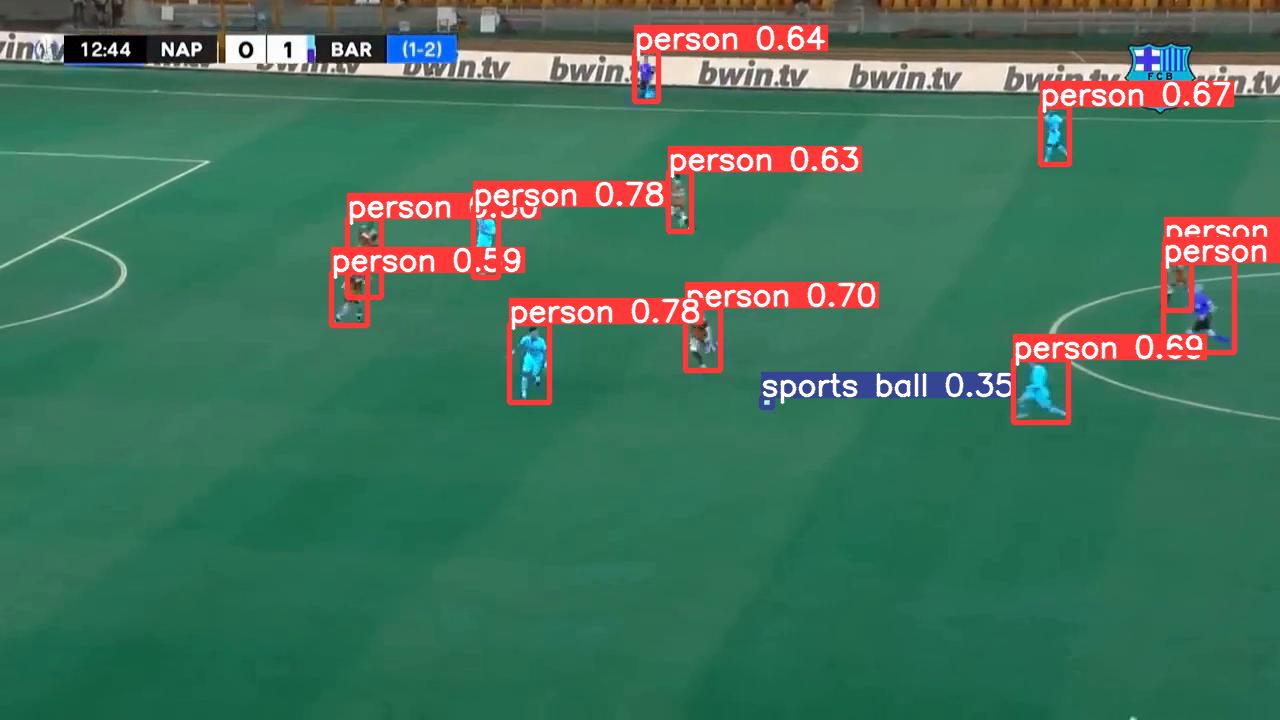 person 0.64
12:44 NAP 0 1 BAR (1-2)
bwin.tv bwin.tv bwin.tv bwin.tv bwin.tv
FCB
person 0.67
person 0.63
person 0.78
person
person
person
person 0.59
person 0.70
person 0.78
person 0.69
sports ball 0.35